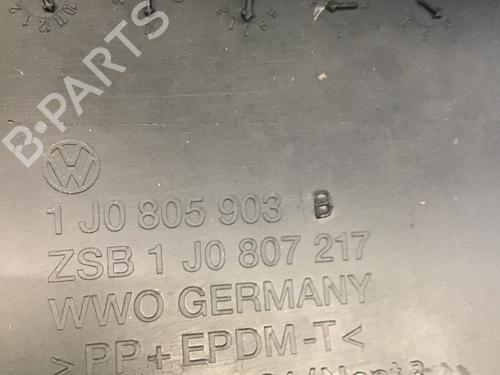 B-PARTS
1 J0 805 903 B
ZSB 1 J0 807 217
WWO GERMANY
>PP+EPDM-T<